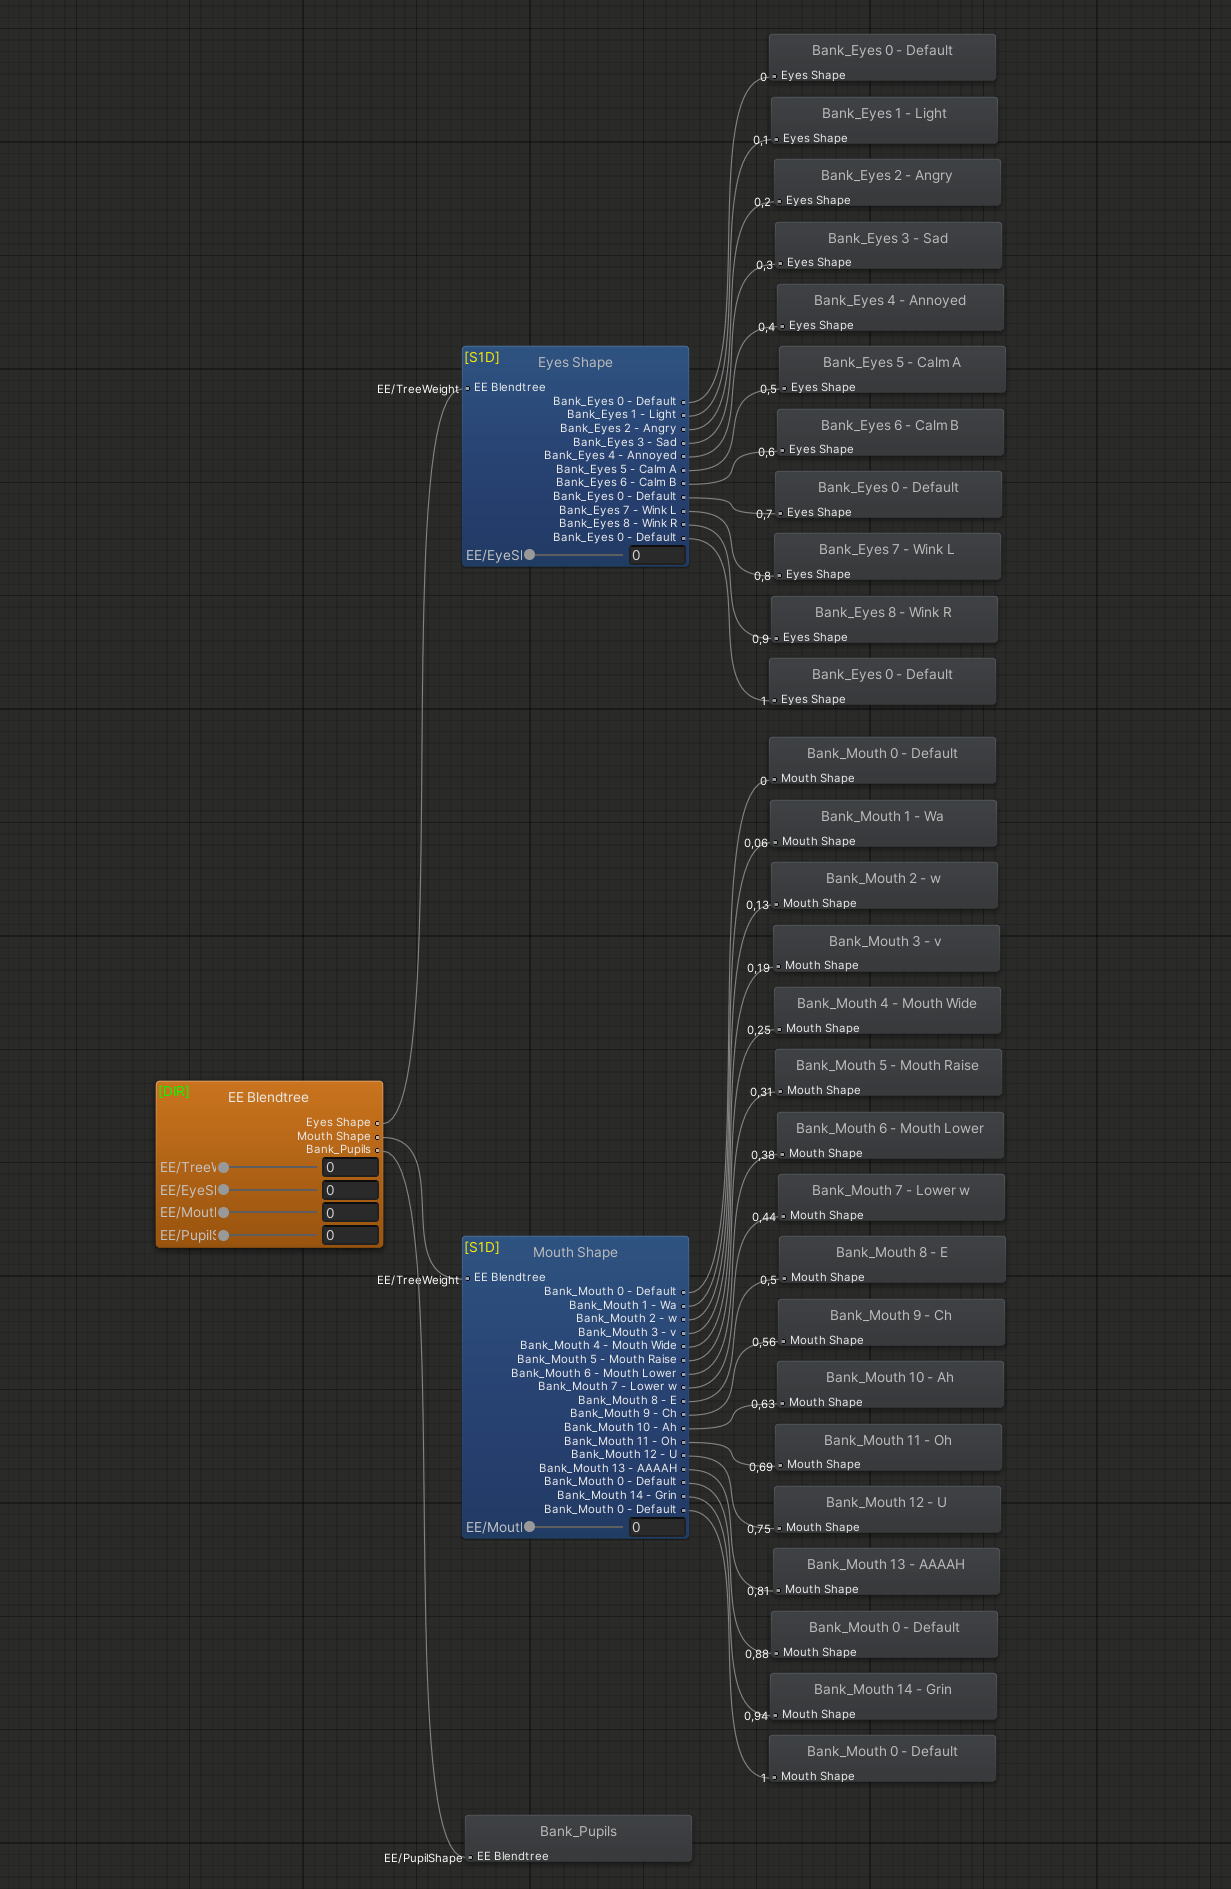 Bank_Eyes 0 - Default
0 Eyes Shape
Bank_Eyes 1 - Light
0,1 Eyes Shape
Bank_Eyes 2 - Angry
0,2 Eyes Shape
Bank_Eyes 3 - Sad
0,3 Eyes Shape
Bank_Eyes 4 - Annoyed
0,4 Eyes Shape
Bank_Eyes 5 - Calm A
0,5 Eyes Shape
Bank_Eyes 6 - Calm B
0,6 Eyes Shape
Bank_Eyes 0 - Default
0,7 Eyes Shape
Bank_Eyes 7 - Wink L
0,8 Eyes Shape
Bank_Eyes 8 - Wink R
0,9 Eyes Shape
Bank_Eyes 0 - Default
1 Eyes Shape
[S1D]
Eyes Shape
EE/TreeWeight EE Blendtree
Bank_Eyes 0 - Default
Bank_Eyes 1 - Light
Bank_Eyes 2 - Angry
Bank_Eyes 3 - Sad
Bank_Eyes 4 - Annoyed
Bank_Eyes 5 - Calm A
Bank_Eyes 6 - Calm B
Bank_Eyes 0 - Default
Bank_Eyes 7 - Wink L
Bank_Eyes 8 - Wink R
Bank_Eyes 0 - Default
EE/EyeSl 0
Bank_Mouth 0 - Default
0 Mouth Shape
Bank_Mouth 1 - Wa
0,06 Mouth Shape
Bank_Mouth 2 - w
0,13 Mouth Shape
Bank_Mouth 3 - v
0,19 Mouth Shape
Bank_Mouth 4 - Mouth Wide
0,25 Mouth Shape
Bank_Mouth 5 - Mouth Raise
0,31 Mouth Shape
Bank_Mouth 6 - Mouth Lower
0,38 Mouth Shape
Bank_Mouth 7 - Lower w
0,44 Mouth Shape
Bank_Mouth 8 - E
0,5 Mouth Shape
Bank_Mouth 9 - Ch
0,56 Mouth Shape
Bank_Mouth 10 - Ah
0,63 Mouth Shape
Bank_Mouth 11 - Oh
0,69 Mouth Shape
Bank_Mouth 12 - U
0,75 Mouth Shape
Bank_Mouth 13 - AAAAH
0,81 Mouth Shape
Bank_Mouth 0 - Default
0,88 Mouth Shape
Bank_Mouth 14 - Grin
0,94 Mouth Shape
Bank_Mouth 0 - Default
1 Mouth Shape
[DIR]
EE Blendtree
Eyes Shape
Mouth Shape
Bank_Pupils
EE/TreeV 0
EE/EyeSl 0
EE/Moutl 0
EE/PupilS 0
[S1D]
Mouth Shape
EE/TreeWeight EE Blendtree
Bank_Mouth 0 - Default
Bank_Mouth 1 - Wa
Bank_Mouth 2 - w
Bank_Mouth 3 - v
Bank_Mouth 4 - Mouth Wide
Bank_Mouth 5 - Mouth Raise
Bank_Mouth 6 - Mouth Lower
Bank_Mouth 7 - Lower w
Bank_Mouth 8 - E
Bank_Mouth 9 - Ch
Bank_Mouth 10 - Ah
Bank_Mouth 11 - Oh
Bank_Mouth 12 - U
Bank_Mouth 13 - AAAAH
Bank_Mouth 0 - Default
Bank_Mouth 14 - Grin
Bank_Mouth 0 - Default
EE/Moutl 0
Bank_Pupils
EE/PupilShape EE Blendtree